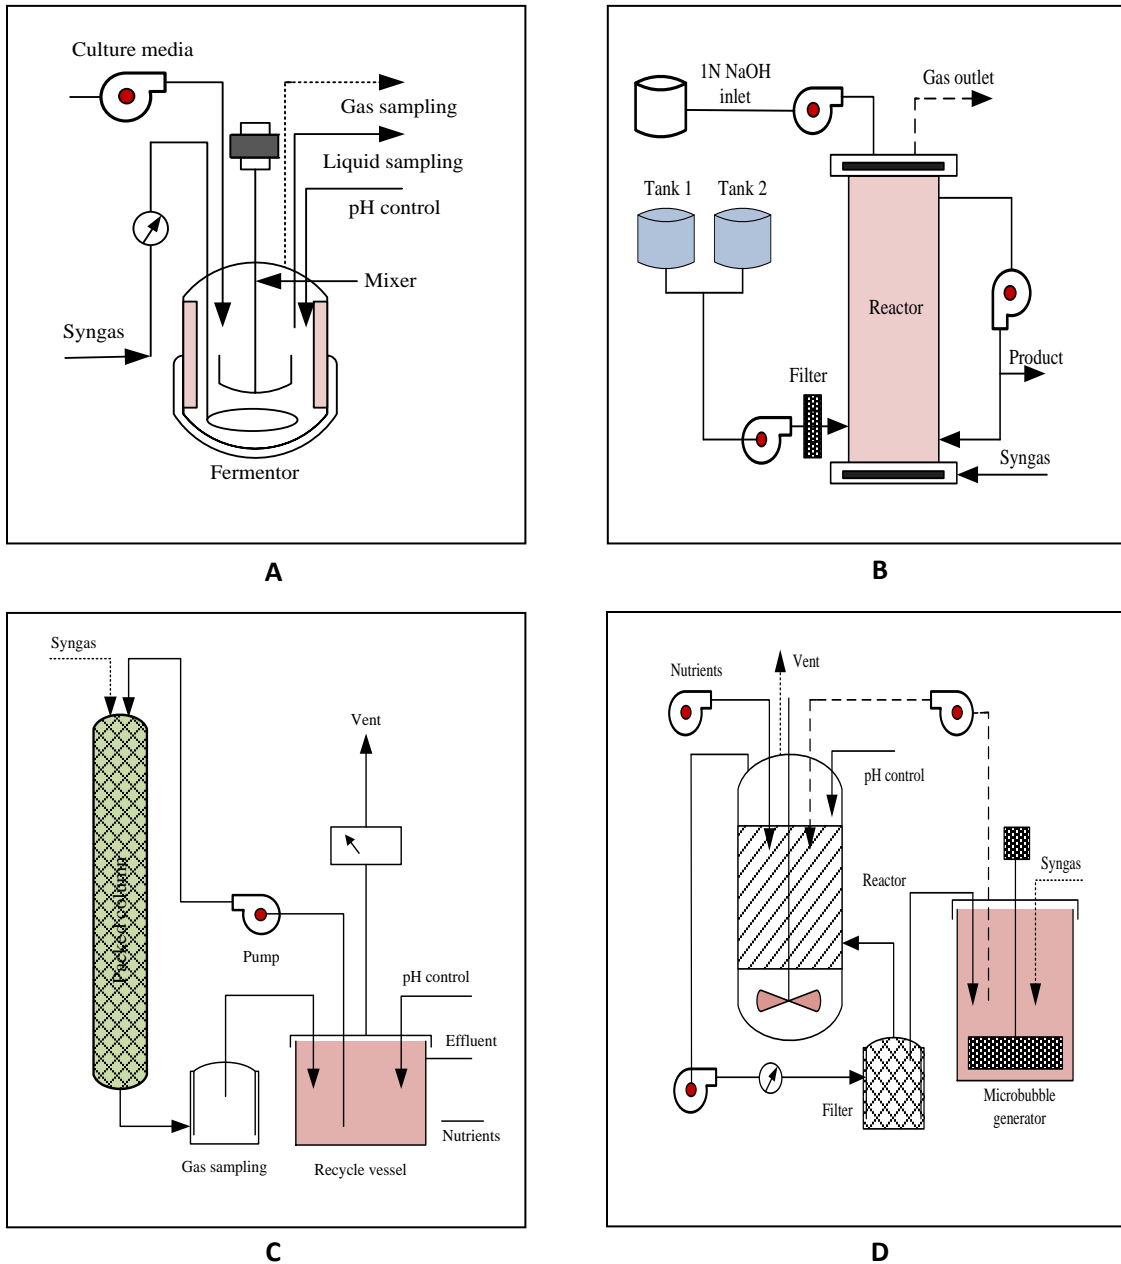 Culture media
Gas sampling
Liquid sampling
pH control
Mixer
Syngas
Fermentor
A
1N NaOH
inlet
Gas outlet
Tank 1
Tank 2
Reactor
Filter
Product
Syngas
B
Syngas
Vent
Packed column
Pump
pH control
Effluent
Nutrients
Gas sampling
Recycle vessel
C
Nutrients
Vent
pH control
Reactor
Syngas
Filter
Microbubble
generator
D